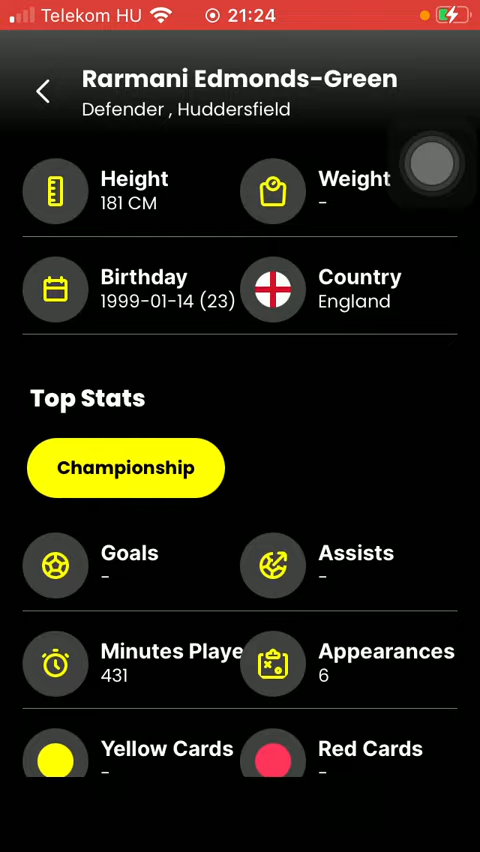 Telekom HU 21:24
Rarmani Edmonds-Green
Defender , Huddersfield
Height Weight
181 CM -
Birthday Country
1999-01-14 (23) England
Top Stats
Championship
Goals Assists
- -
Minutes Playe Appearances
431 6
Yellow Cards Red Cards
- -